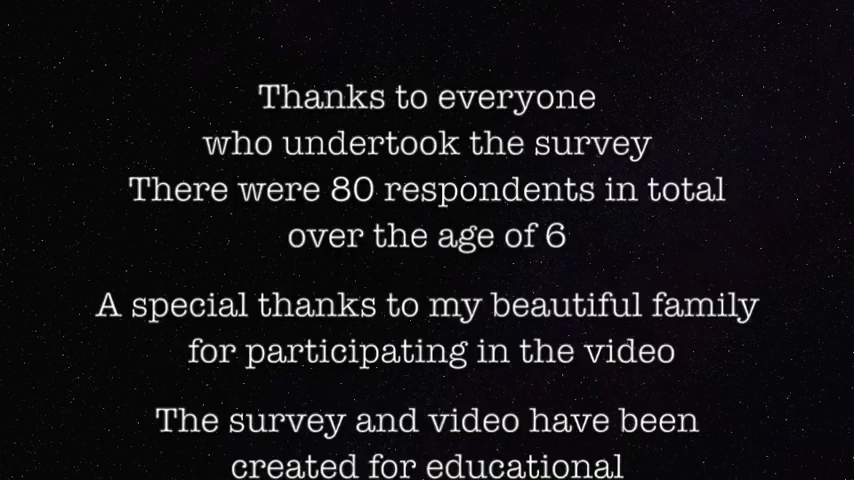 Thanks to everyone
who undertook the survey
There were 80 respondents in total
over the age of 6
A special thanks to my beautiful family
for participating in the video
The survey and video have been
created for educational